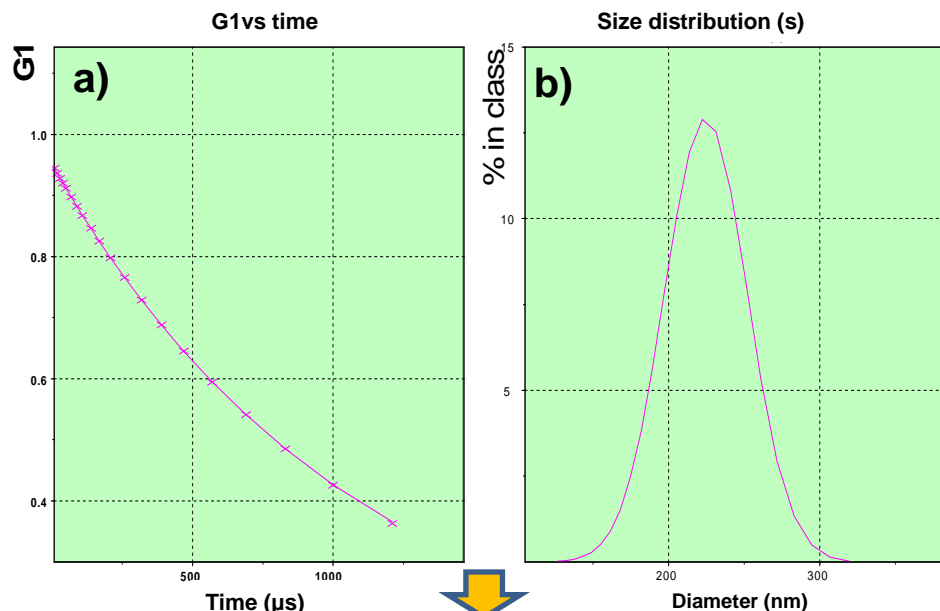 G1vs time
G1
a)
1.0
0.8
0.6
0.4
500
1000
Time (µs)
Size distribution (s)
% in class
b)
15
10
5
200
300
Diameter (nm)